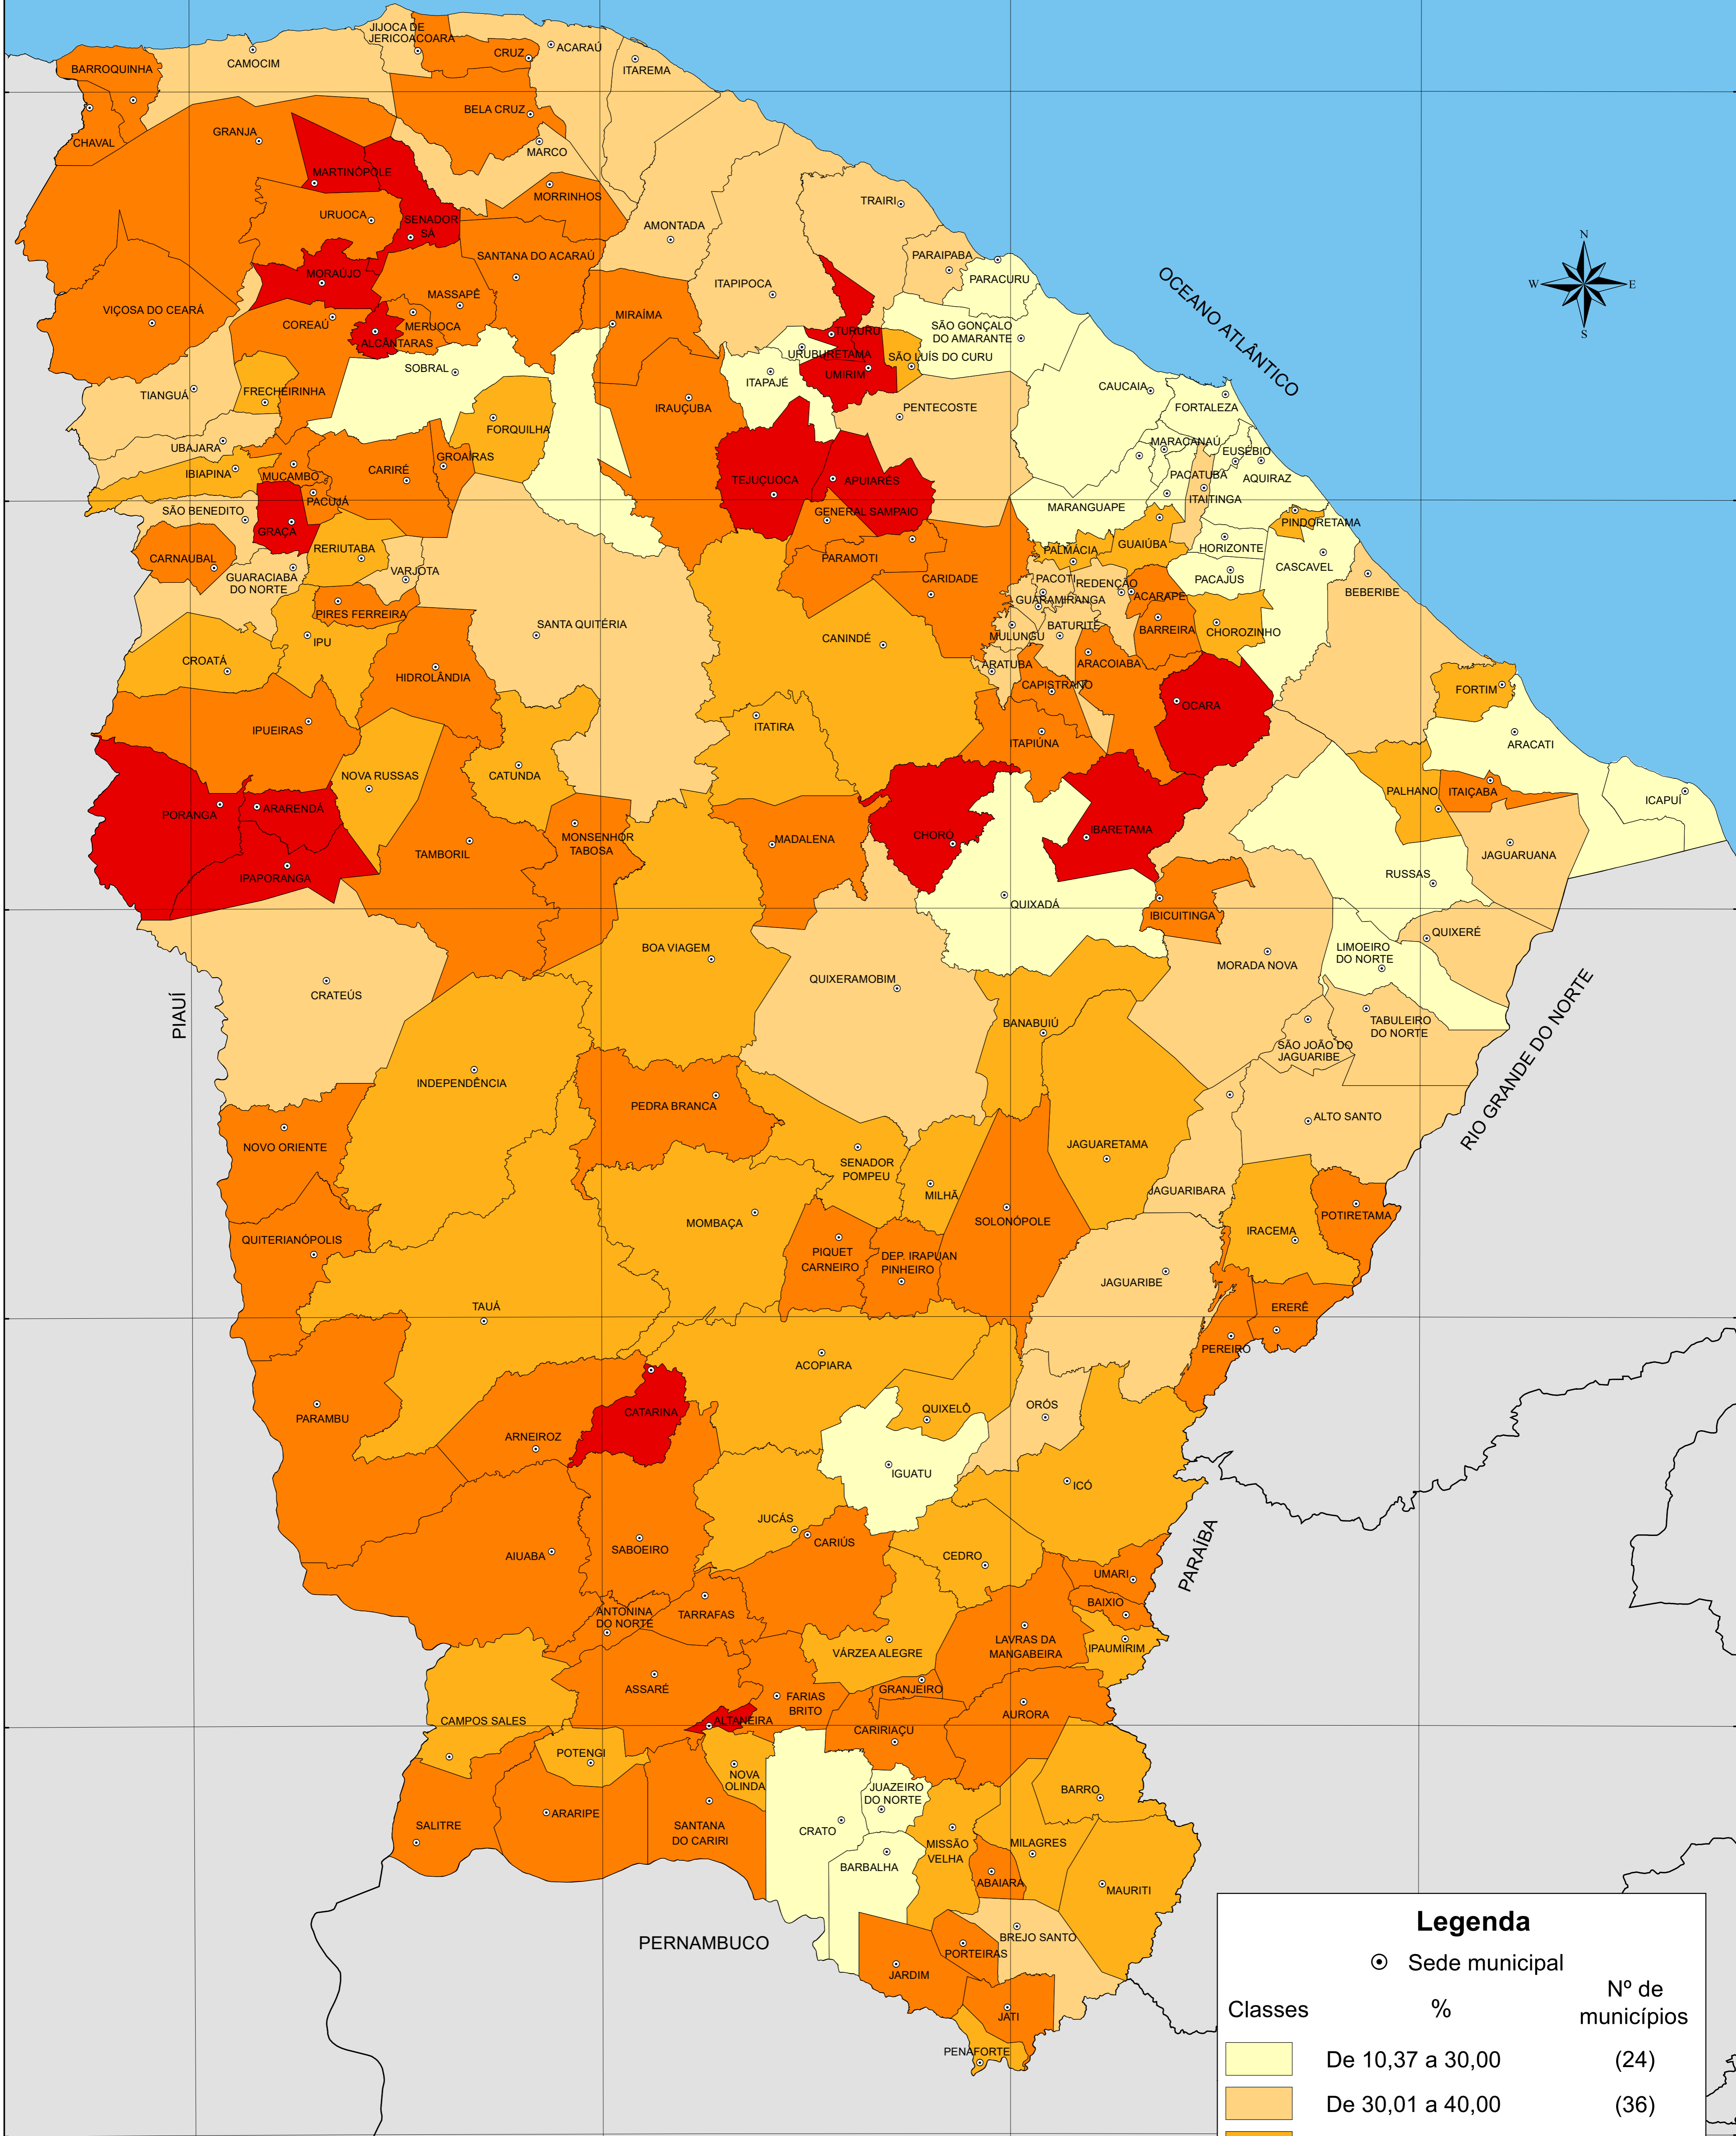 JIJOCA DE
JERICOACOARA
CRUZ
ACARAÚ
BARROQUINHA
CAMOCIM
ITAREMA
BELA CRUZ
GRANJA
CHAVAL
MARCO
MARTINÓPOLE
MORRINHOS
TRAIRI
URUOCA
SENADOR
SÁ
AMONTADA
N
W
E
S
SANTANA DO ACARAÚ
PARAIPABA
MORAÚJO
PARACURU
OCEANO ATLÂNTICO
ITAPIPOCA
MASSAPÊ
VIÇOSA DO CEARÁ
MIRAÍMA
COREAÚ
MERUOCA
SÃO GONÇALO
DO AMARANTE
TURURU
ALCÂNTARAS
URUBURETAMA
SÃO LUÍS DO CURU
SOBRAL
UMIRIM
ITAPAJÉ
CAUCAIA
FRECHEIRINHA
TIANGUÁ
IRAUÇUBA
PENTECOSTE
FORTALEZA
FORQUILHA
MARACANAÚ
UBAJARA
EUSÉBIO
GROAÍRAS
CARIRÉ
IBIAPINA
MUCAMBO
TEJUÇUOCA
APUIARÉS
PACATUBA
AQUIRAZ
ITAITINGA
PACUJÁ
SÃO BENEDITO
GENERAL SAMPAIO
MARANGUAPE
PINDORETAMA
GRAÇA
RERIUTABA
PALMÁCIA
GUAIÚBA
HORIZONTE
CARNAUBAL
PARAMOTI
VARJOTA
GUARACIABA
DO NORTE
CARIDADE
PACOTI
REDENÇÃO
PACAJUS
CASCAVEL
BEBERIBE
GUARAMIRANGA
ACARAPE
PIRES FERREIRA
SANTA QUITÉRIA
BATURITÉ
BARREIRA
CHOROZINHO
MULUNGU
IPU
CANINDÉ
CROATÁ
ARATUBA
ARACOIABA
HIDROLÂNDIA
CAPISTRANO
FORTIM
OCARA
IPUEIRAS
ITATIRA
ITAPIÚNA
ARACATI
NOVA RUSSAS
CATUNDA
PALHANO
ITAIÇABA
ICAPUÍ
PORANGA
ARARENDÁ
CHORÓ
IBARETAMA
MONSENHOR
TABOSA
MADALENA
TAMBORIL
JAGUARUANA
IPAPORANGA
RUSSAS
QUIXADÁ
IBICUITINGA
BOA VIAGEM
QUIXERÉ
LIMOEIRO
DO NORTE
MORADA NOVA
QUIXERAMOBIM
CRATEÚS
PIAUÍ
BANABUIÚ
TABULEIRO
DO NORTE
RIO GRANDE DO NORTE
SÃO JOÃO DO
JAGUARIBE
INDEPENDÊNCIA
PEDRA BRANCA
ALTO SANTO
NOVO ORIENTE
JAGUARETAMA
SENADOR
POMPEU
MILHÃ
JAGUARIBARA
MOMBAÇA
SOLONÓPOLE
POTIRETAMA
IRACEMA
QUITERIANÓPOLIS
PIQUET
CARNEIRO
DEP. IRAPUAN
PINHEIRO
JAGUARIBE
TAUÁ
ERERÊ
PEREIRO
ACOPIARA
PARAMBU
CATARINA
ORÓS
QUIXELÔ
ARNEIROZ
IGUATU
ICÓ
JUCÁS
CARIÚS
SABOEIRO
AIUABA
CEDRO
PARAÍBA
UMARI
BAIXIO
ANTONINA
DO NORTE
TARRAFAS
LAVRAS DA
MANGABEIRA
IPAUMIRIM
VÁRZEA ALEGRE
ASSARÉ
GRANJEIRO
FARIAS
BRITO
AURORA
CAMPOS SALES
ALTANEIRA
CARIRIAÇU
POTENGI
NOVA
OLINDA
JUAZEIRO
DO NORTE
BARRO
ARARIPE
SALITRE
SANTANA
DO CARIRI
CRATO
MISSÃO
VELHA
MILAGRES
BARBALHA
ABAIARA
MAURITI
PERNAMBUCO
BREJO SANTO
PORTEIRAS
JARDIM
JATI
PENAFORTE
Legenda
Sede municipal
Classes % Nº de
municípios
De 10,37 a 30,00 (24)
De 30,01 a 40,00 (36)